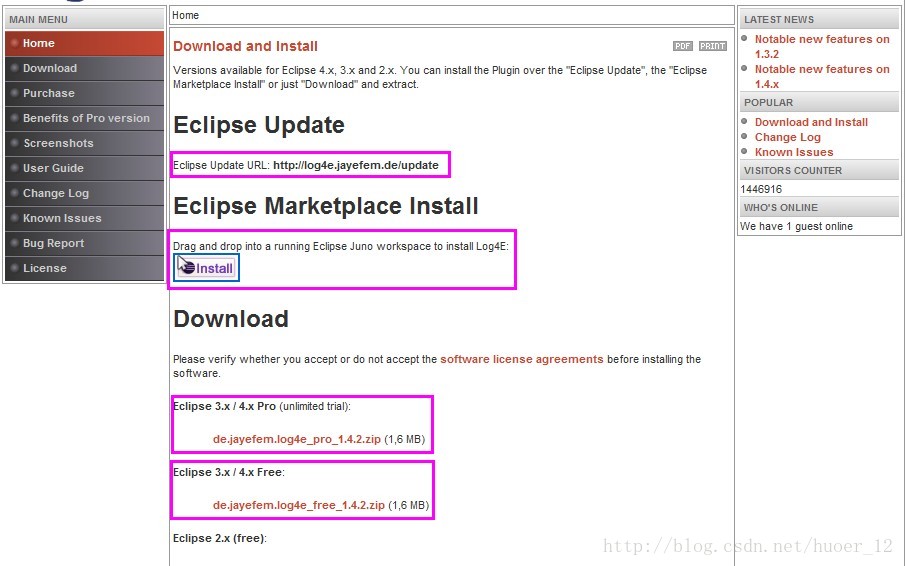 MAIN MENU
Home
Download
Purchase
Benefits of Pro version
Screenshots
User Guide
Change Log
Known Issues
Bug Report
License
Home
Download and Install
PDF PRINT
Versions available for Eclipse 4.x, 3.x and 2.x. You can install the Plugin over the "Eclipse Update", the "Eclipse
Marketplace Install" or just "Download" and extract.
Eclipse Update
Eclipse Update URL: http://log4e.jayefem.de/update
Eclipse Marketplace Install
Drag and drop into a running Eclipse Juno workspace to install Log4E:
Install
Download
Please verify whether you accept or do not accept the software license agreements before installing the
software.
Eclipse 3.x / 4.x Pro (unlimited trial):
de.jayefem.log4e_pro_1.4.2.zip (1,6 MB)
Eclipse 3.x / 4.x Free:
de.jayefem.log4e_free_1.4.2.zip (1,6 MB)
Eclipse 2.x (free):
LATEST NEWS
Notable new features on
1.3.2
Notable new features on
1.4.x
POPULAR
Download and Install
Change Log
Known Issues
VISITORS COUNTER
1446916
WHO'S ONLINE
We have 1 guest online
http://blog.csdn.net/huoer_12